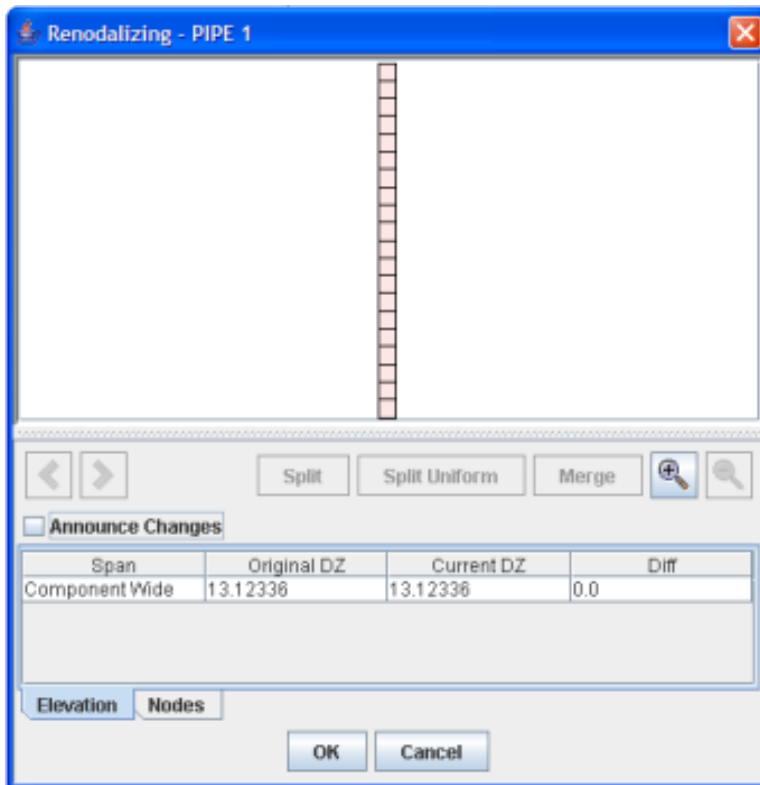 Renodalizing - PIPE 1
Split Split Uniform Merge
Announce Changes
Span Original DZ Current DZ Diff
Component Wide 13.12336 13.12336 0.0
Elevation Nodes
OK Cancel